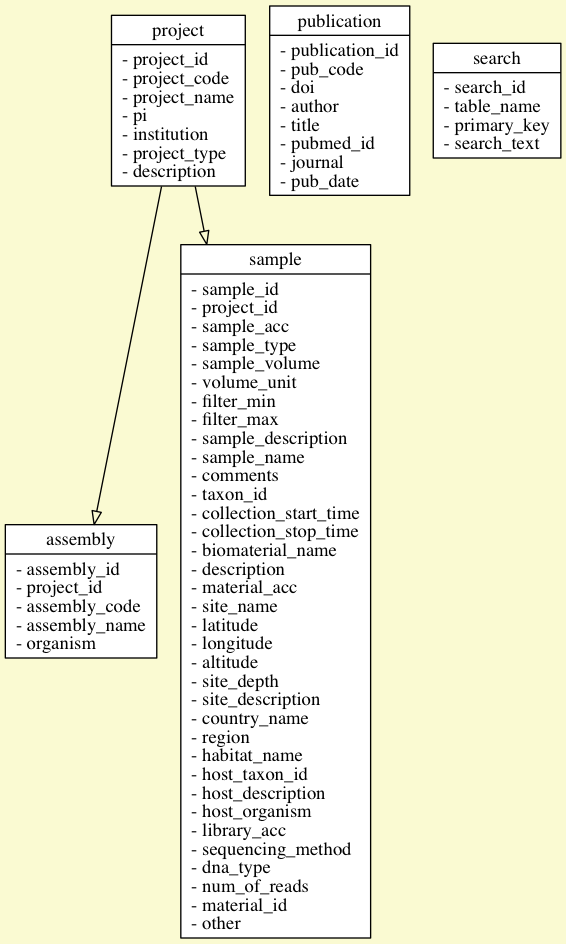 project
- project_id
- project_code
- project_name
- pi
- institution
- project_type
- description
publication
- publication_id
- pub_code
- doi
- author
- title
- pubmed_id
- journal
- pub_date
search
- search_id
- table_name
- primary_key
- search_text
sample
- sample_id
- project_id
- sample_acc
- sample_type
- sample_volume
- volume_unit
- filter_min
- filter_max
- sample_description
- sample_name
- comments
- taxon_id
- collection_start_time
- collection_stop_time
- biomaterial_name
- description
- material_acc
- site_name
- latitude
- longitude
- altitude
- site_depth
- site_description
- country_name
- region
- habitat_name
- host_taxon_id
- host_description
- host_organism
- library_acc
- sequencing_method
- dna_type
- num_of_reads
- material_id
- other
assembly
- assembly_id
- project_id
- assembly_code
- assembly_name
- organism